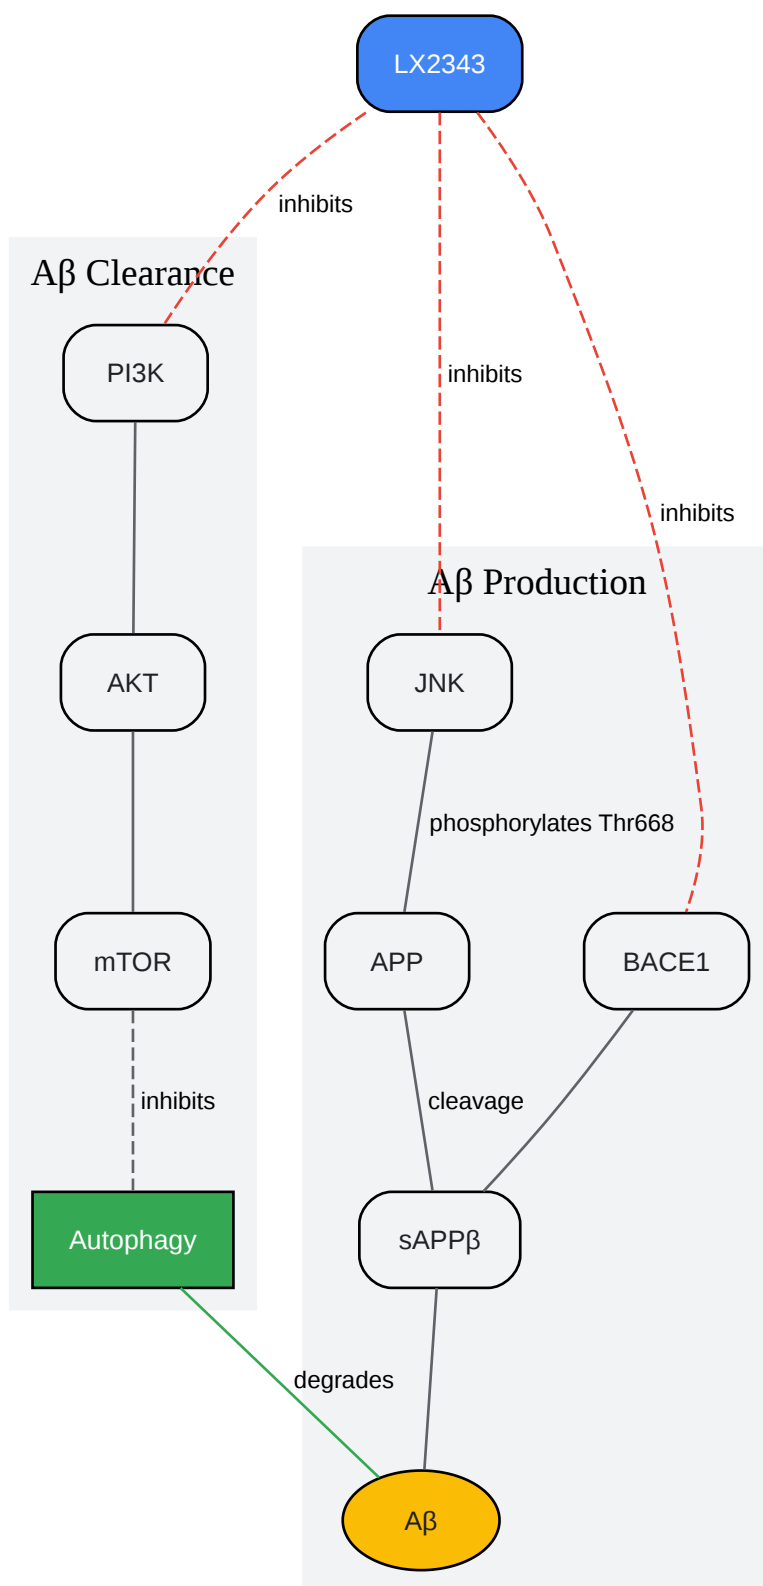 LX2343
inhibits
Aβ Clearance
PI3K
inhibits
inhibits
Aβ Production
AKT
JNK
phosphorylates Thr668
mTOR
APP
BACE1
inhibits
cleavage
Autophagy
sAPPβ
degrades
Aβ